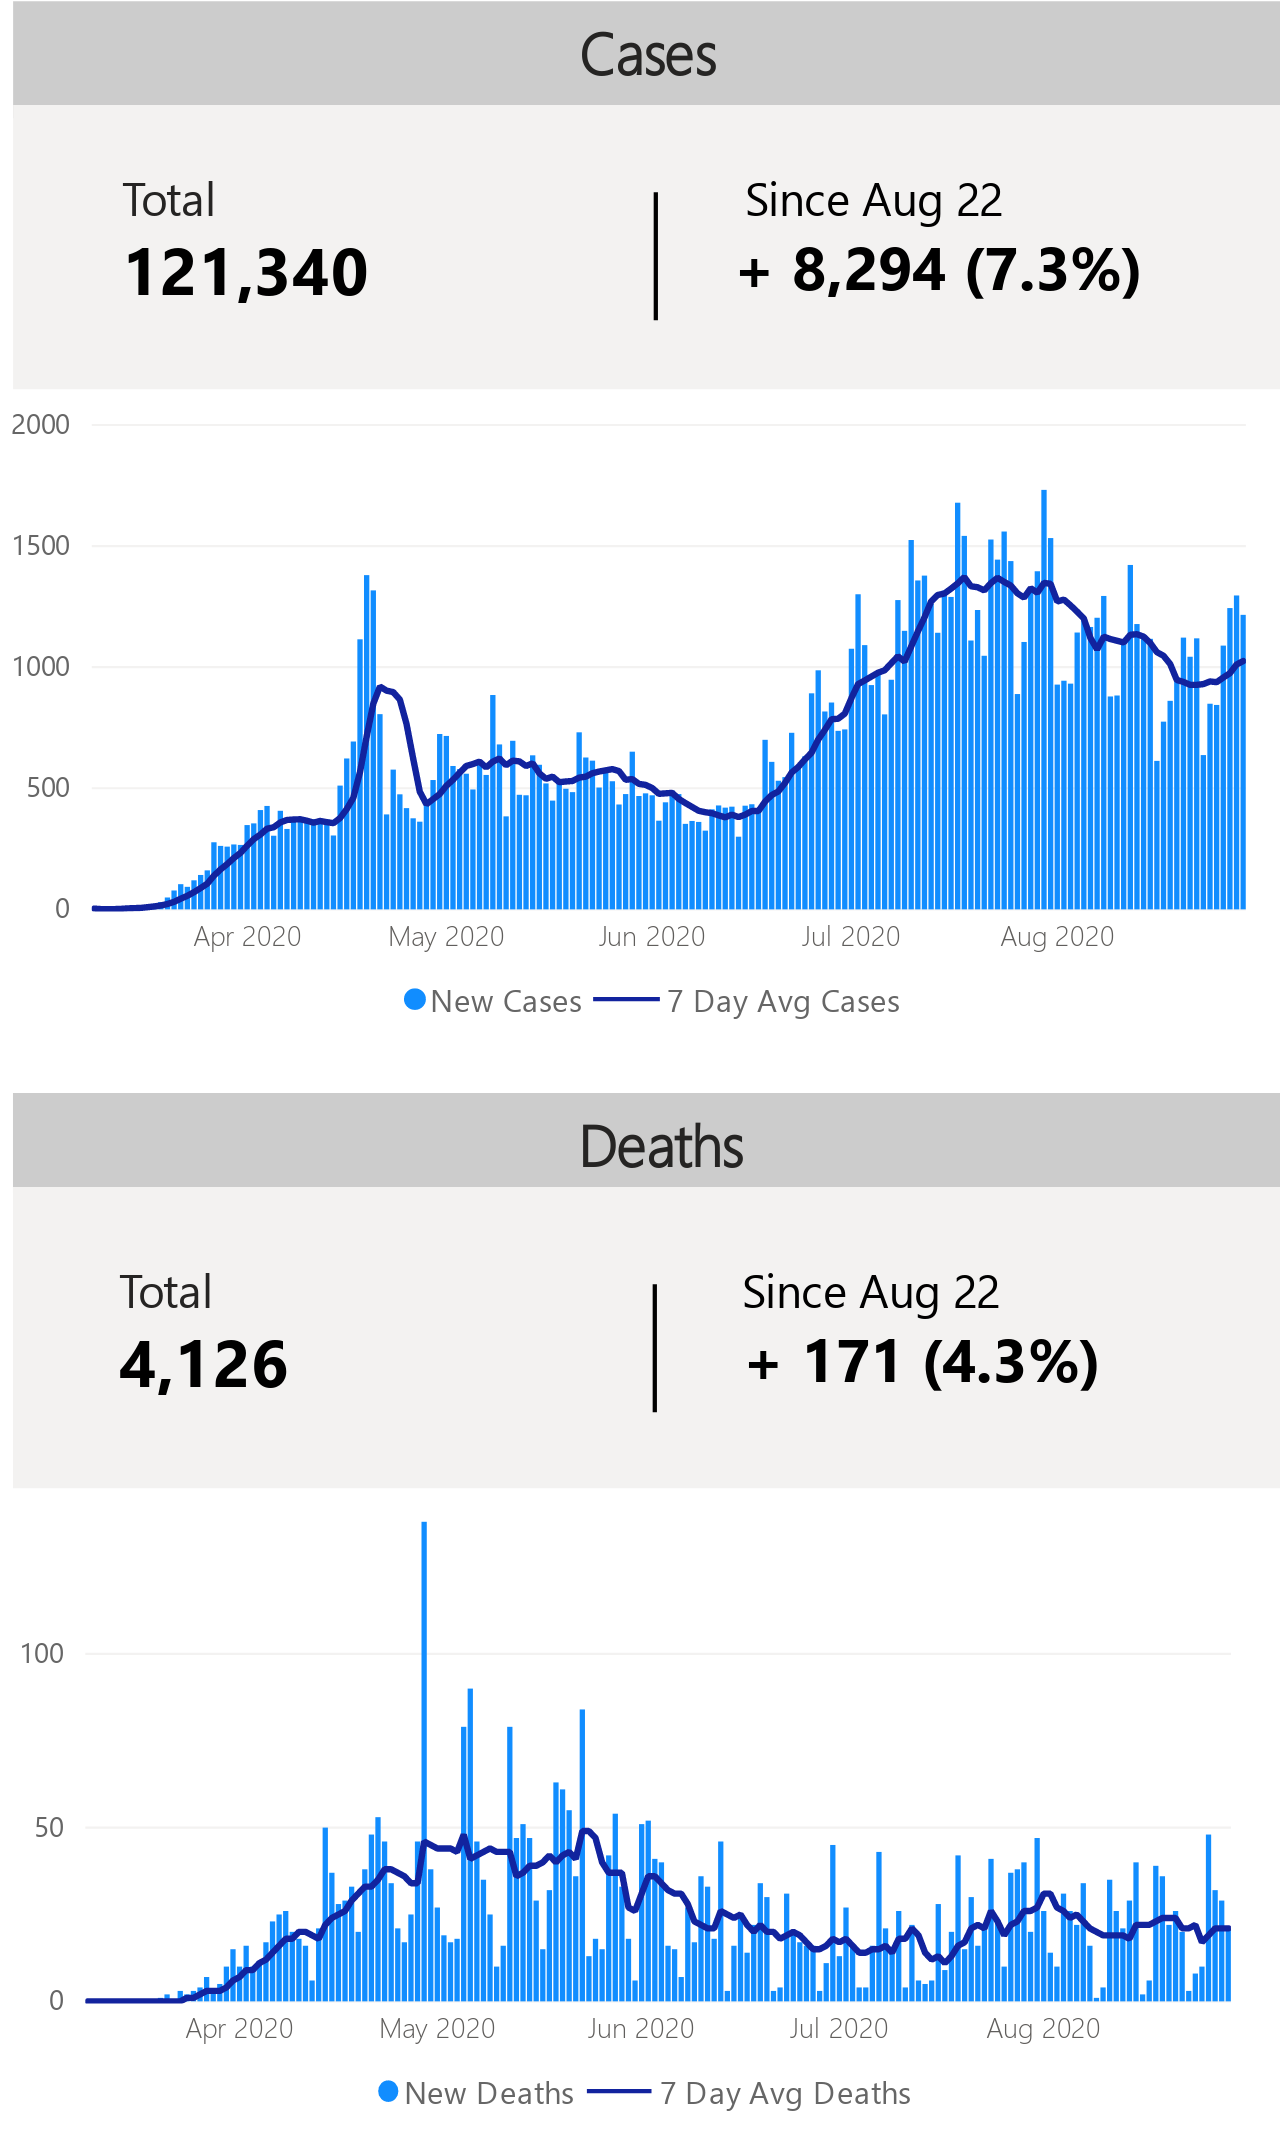 Cases
Total
Since Aug 22
121,340
+ 8,294 (7.3%)
2000
1500
1000
500
0
Apr 2020 May 2020 Jun 2020 Jul 2020 Aug 2020
New Cases 7 Day Avg Cases
Deaths
Total
Since Aug 22
4,126
+ 171 (4.3%)
100
50
0
Apr 2020 May 2020 Jun 2020 Jul 2020 Aug 2020
New Deaths 7 Day Avg Deaths